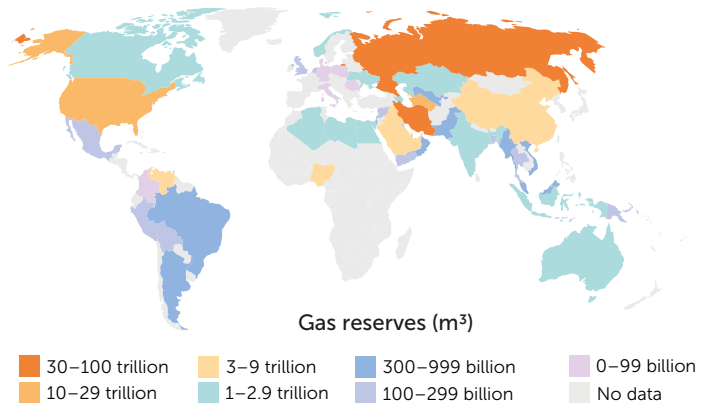 Gas reserves (m³)
30–100 trillion
3–9 trillion
300–999 billion
0–99 billion
10–29 trillion
1–2.9 trillion
100–299 billion
No data